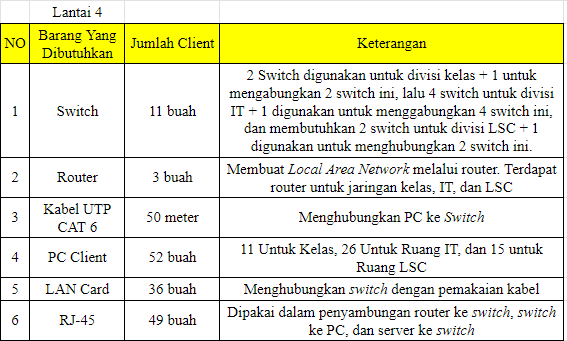 Lantai 4
NO
Barang Yang
Dibutuhkan
Jumlah Client
Keterangan
1
Switch
11 buah
2 Switch digunakan untuk divisi kelas + 1 untuk
mengabungkan 2 switch ini, lalu 4 switch untuk divisi
IT + 1 digunakan untuk menggabungkan 4 switch ini,
dan membutuhkan 2 switch untuk divisi LSC + 1
digunakan untuk menghubungkan 2 switch ini.
2
Router
3 buah
Membuat Local Area Network melalui router. Terdapat
router untuk jaringan kelas, IT, dan LSC
3
Kabel UTP
CAT 6
50 meter
Menghubungkan PC ke Switch
4
PC Client
52 buah
11 Untuk Kelas, 26 Untuk Ruang IT, dan 15 untuk
Ruang LSC
5
LAN Card
36 buah
Menghubungkan switch dengan pemakaian kabel
6
RJ-45
49 buah
Dipakai dalam penyambungan router ke switch, switch
ke PC, dan server ke switch